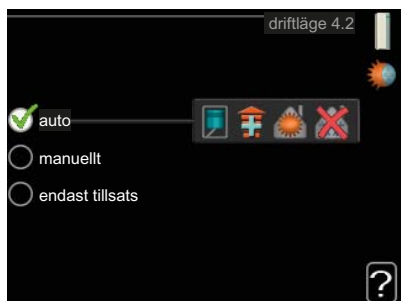 driftläge 4.2
auto
manuellt
endast tillsats
?